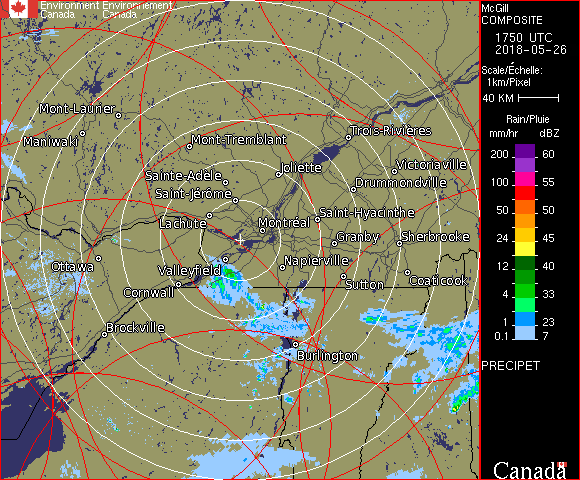 Environment Environnement
Canada Canada
McGill
COMPOSITE
1750 UTC
2018-05-26
Scale/Échelle:
1km/Pixel
40 KM
Rain/Pluie
mm/hr dBZ
200 60
55
100 55
50 50
24 45
12 40
4 33
1 23
0.1 7
PRECIPET
Canada
Mont-Laurier
Maniwaki
Mont-Tremblant
Trois-Rivières
Sainte-Adèle
Joliette
Victoriaville
Saint-Jérôme
Drummondville
Lachute
Montréal
Saint-Hyacinthe
Granby
Sherbrooke
Ottawa
Valleyfield
Napierville
Cornwall
Sutton
Coaticook
Brockville
Burlington